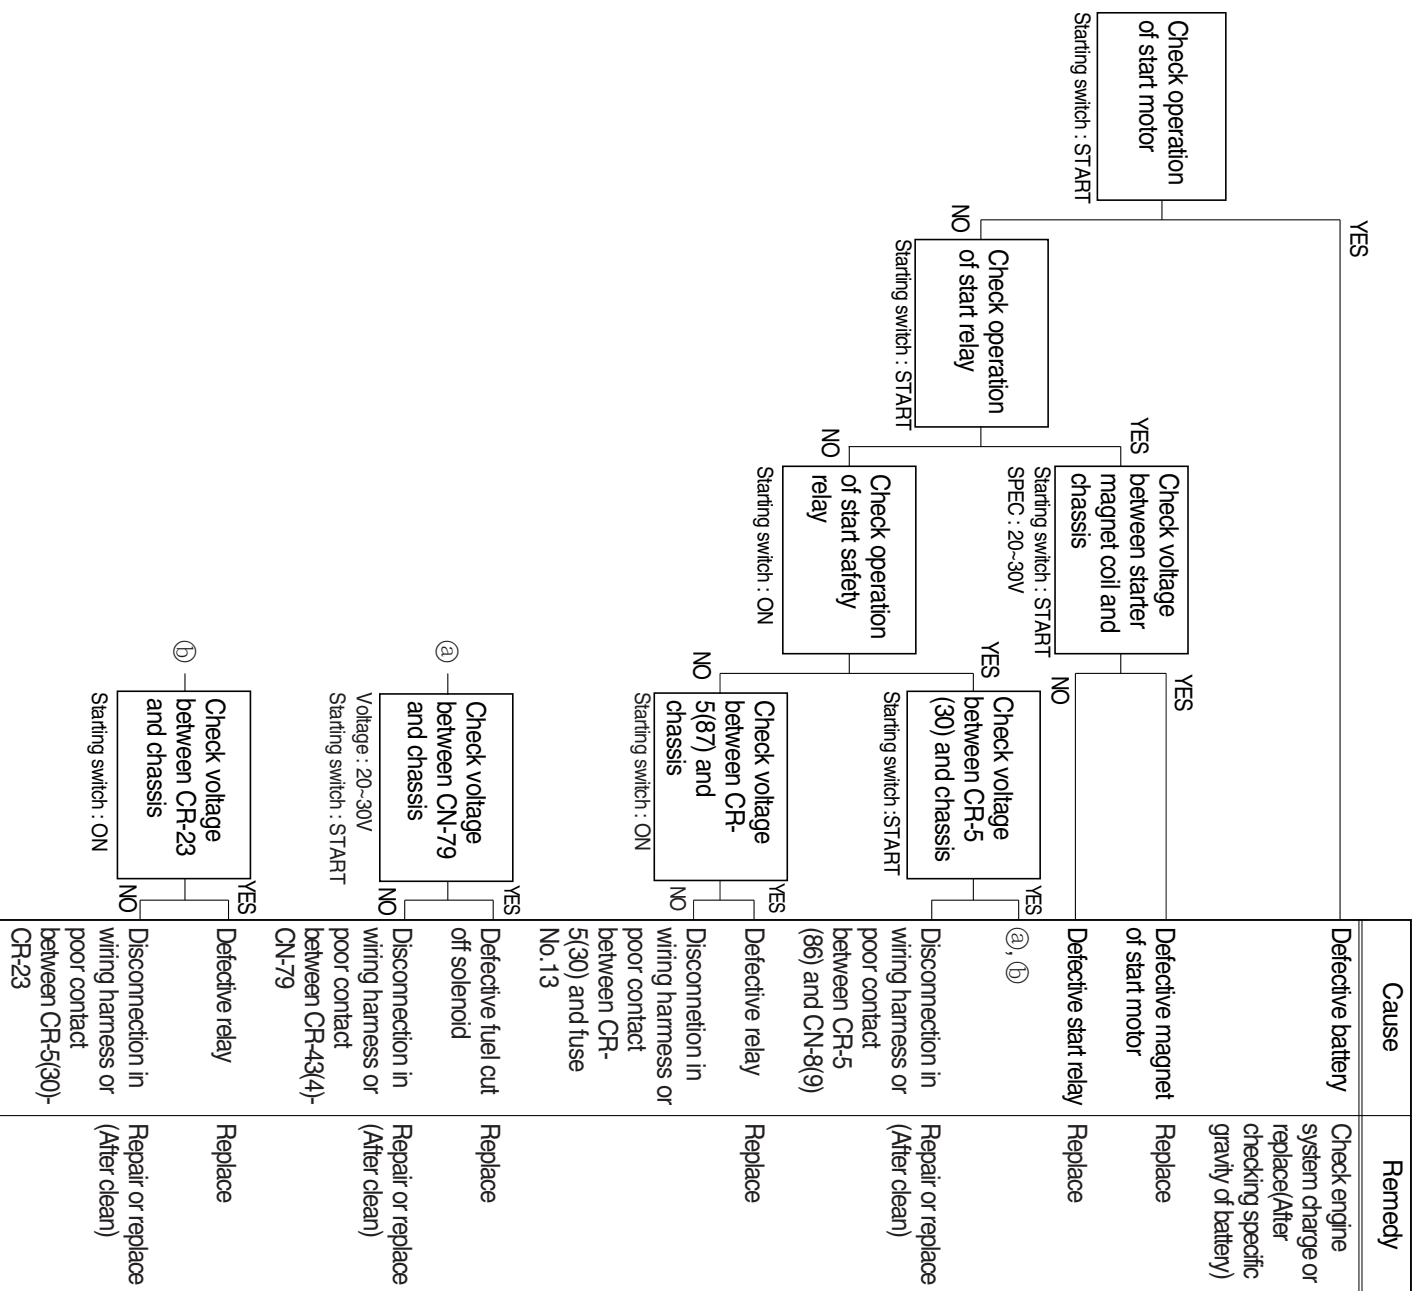 Cause
Remedy
Check operation
of start motor
Starting switch : START
YES
Defective battery
Check engine
system charge or
replace(After
checking specific
gravity of battery)
NO
Check operation
of start relay
Starting switch : START
YES
Check voltage
between starter
magnet coil and
chassis
Starting switch : START
SPEC : 20~30V
YES
Defective magnet
of start motor
Replace
NO
Defective start relay
Replace
NO
Check operation
of start safety
relay
Starting switch : ON
YES
Check voltage
between CR-5
(30) and chassis
Starting switch :START
YES
ⓐ, ⓑ
Disconnection in
wiring harness or
poor contact
between CR-5
(86) and CN-8(9)
Repair or replace
(After clean)
NO
Check voltage
between CR-
5(87) and
chassis
Starting switch : ON
YES
Defective relay
Replace
NO
Disconnetion in
wiring harmess or
poor contact
between CR-
5(30) and fuse
No.13
ⓐ
Check voltage
between CN-79
and chassis
Voltage : 20~30V
Starting switch : START
YES
Defective fuel cut
off solenoid
Replace
NO
Disconnection in
wiring harness or
poor contact
between CR-43(4)-
CN-79
Repair or replace
(After clean)
ⓑ
Check voltage
between CR-23
and chassis
Starting switch : ON
YES
Defective relay
Replace
NO
Disconnection in
wiring harness or
poor contact
between CR-5(30)-
CR-23
Repair or replace
(After clean)